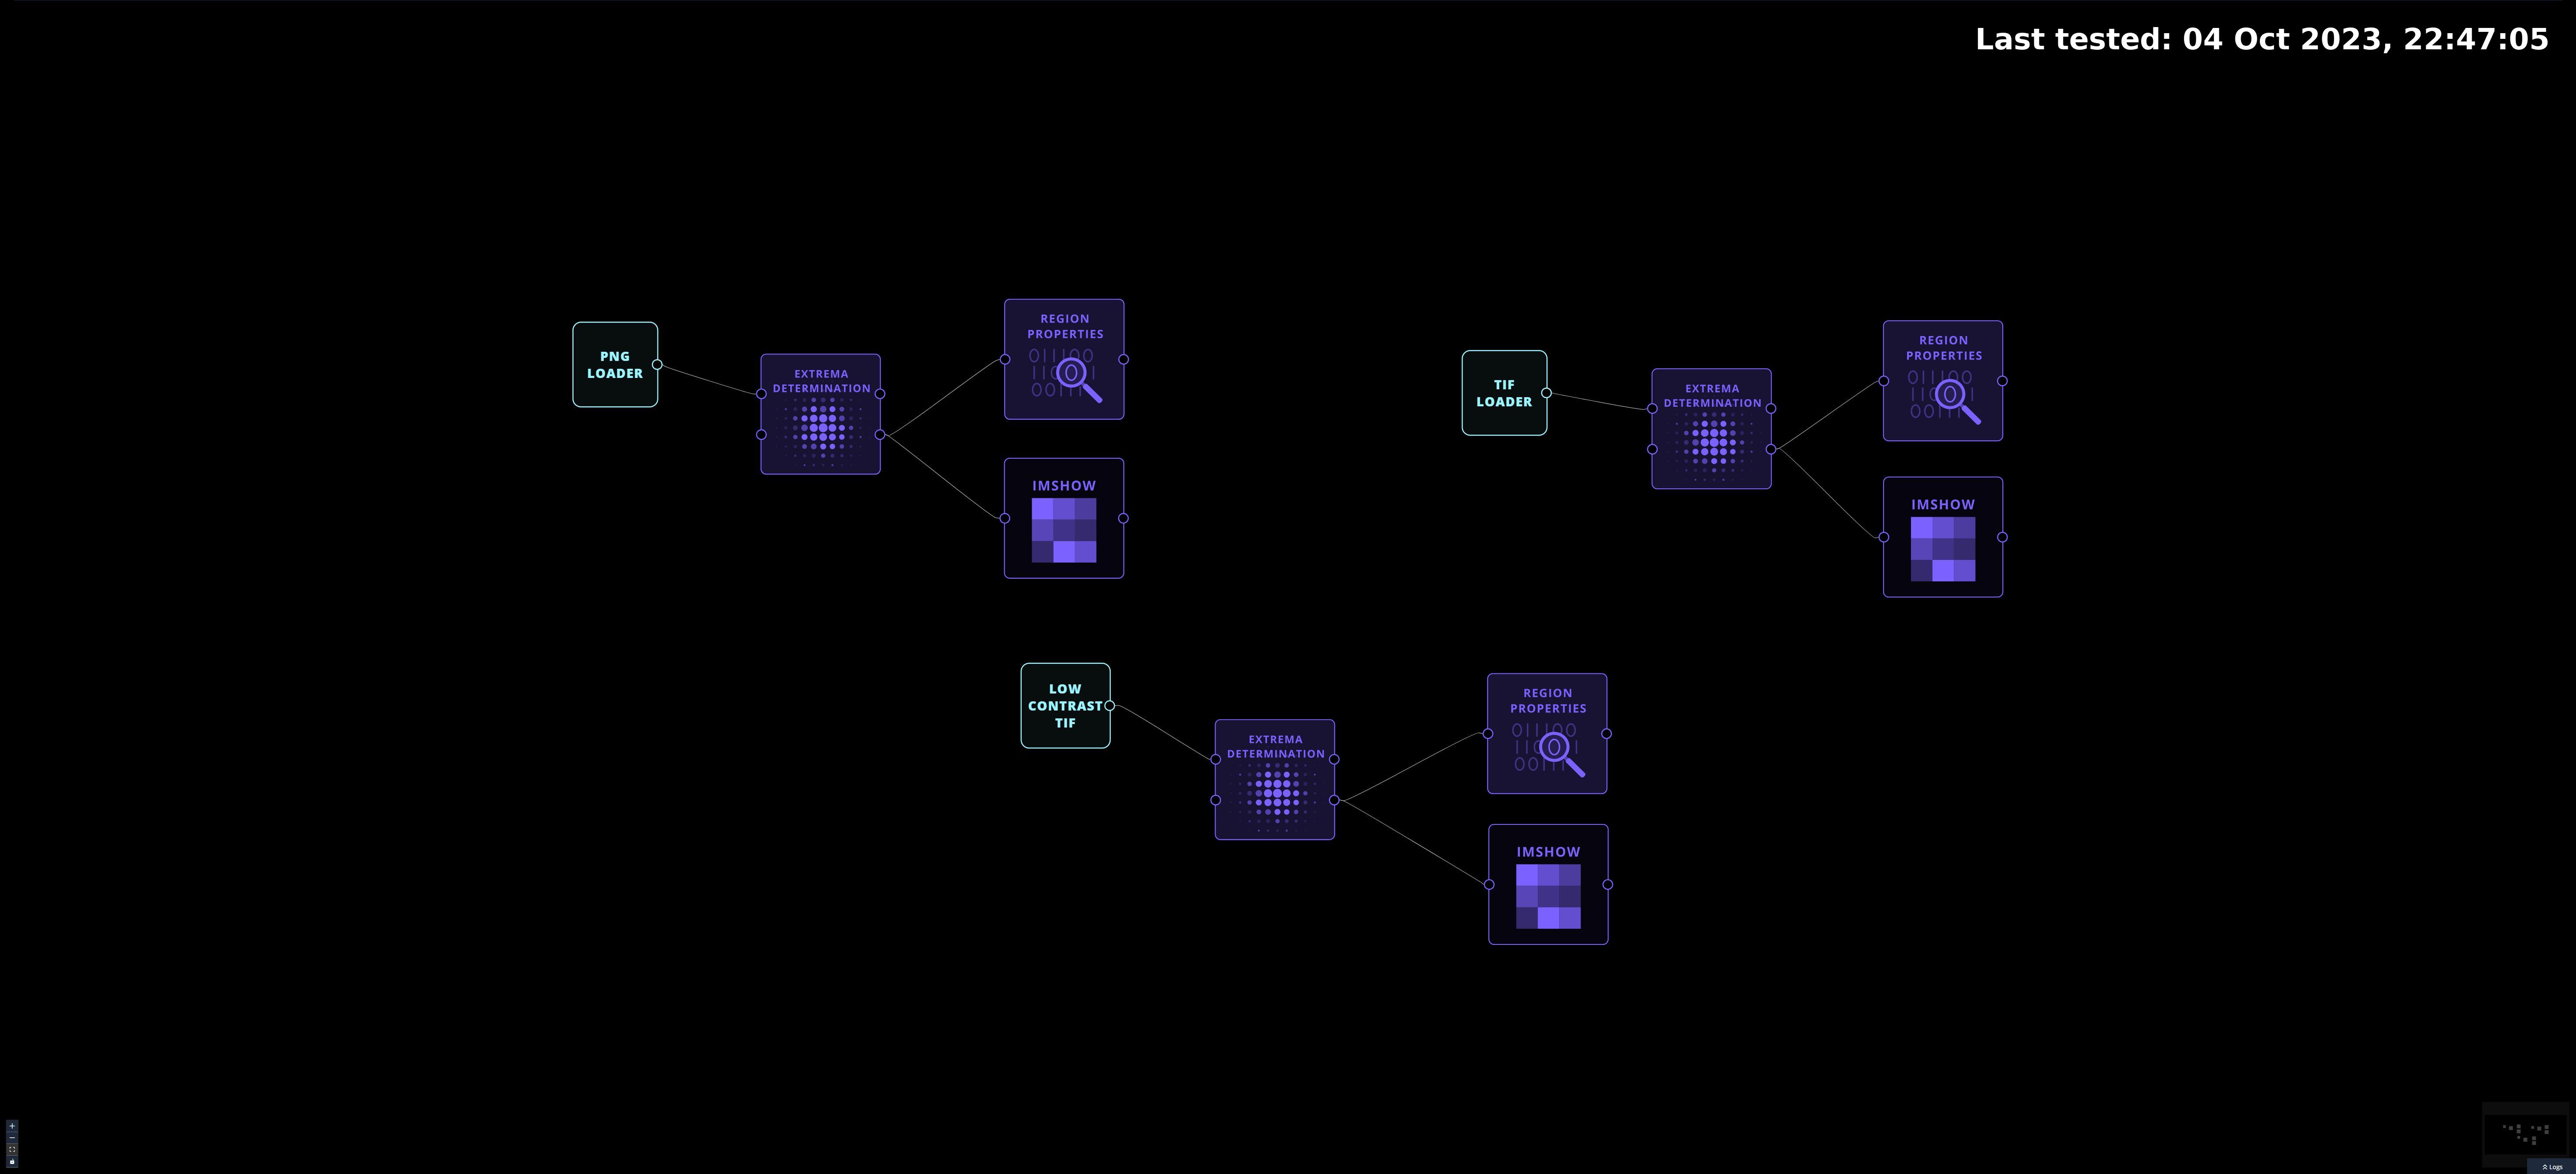 Last tested: 04 Oct 2023, 22:47:05
PNG
LOADER
EXTREMA
DETERMINATION
REGION
PROPERTIES
IMSHOW
TIF
LOADER
EXTREMA
DETERMINATION
REGION
PROPERTIES
IMSHOW
LOW
CONTRAST
TIF
EXTREMA
DETERMINATION
REGION
PROPERTIES
IMSHOW
Logs